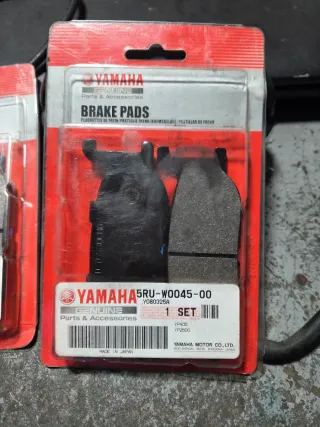 YAMAHA
GENUINE
Parts & Accessories
BRAKE PADS
YAMAHA
GENUINE
Parts & Accessories
MADE IN JAPAN
5RU-W0045-00
1 SET
YAMAHA MOTOR CO., LTD.